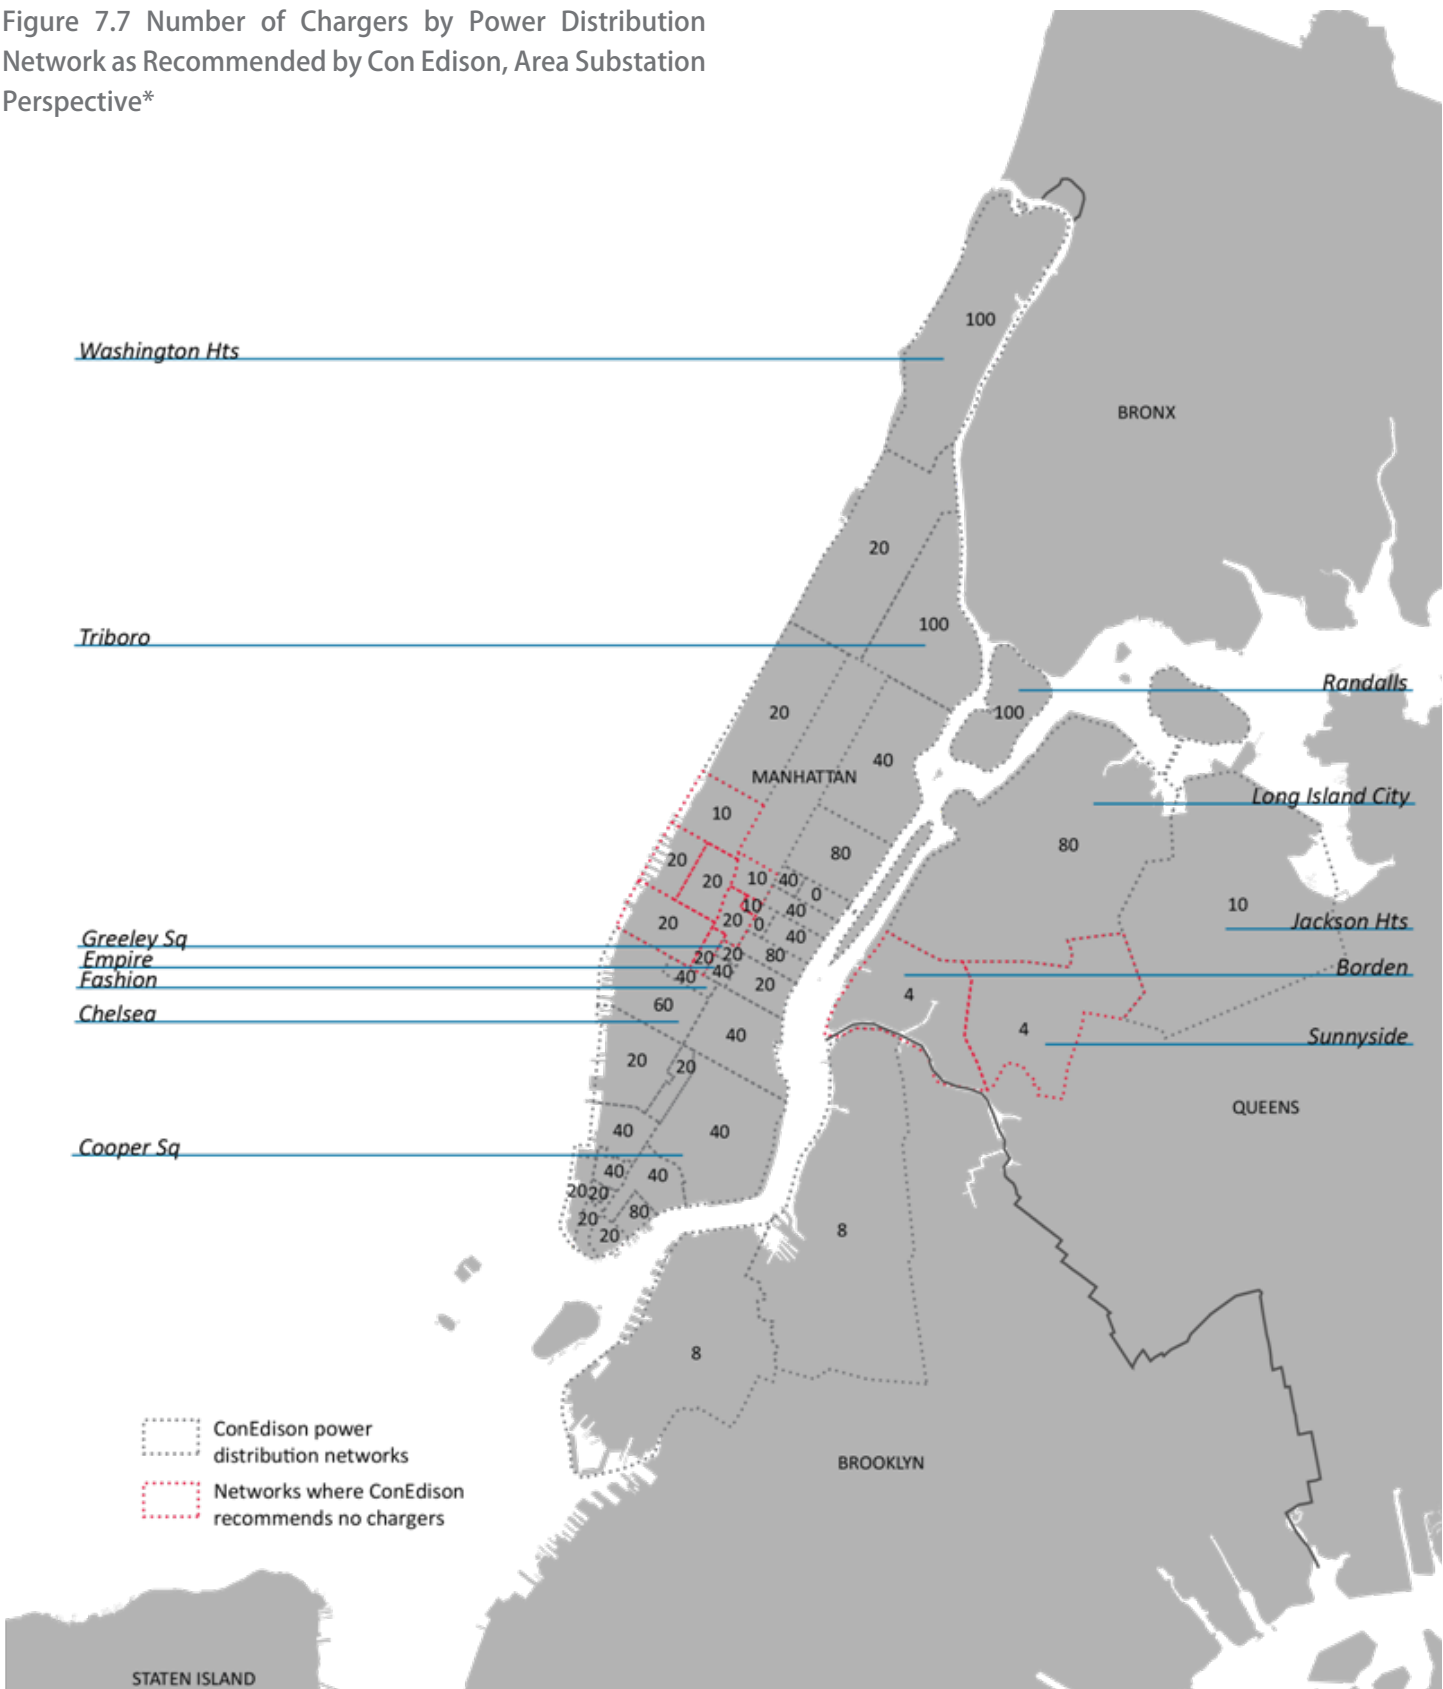 Figure 7.7 Number of Chargers by Power Distribution
Network as Recommended by Con Edison, Area Substation
Perspective*
100
Washington Hts
BRONX
20
100
Triboro
Randalls
20
100
40
MANHATTAN
Long Island City
10
80
80
20
20
10
40
0
10
40
10
20
20
0
Jackson Hts
40
Greeley Sq
20
20
80
Empire
40
Borden
Fashion
40
20
4
60
Chelsea
4
40
Sunnyside
20
20
QUEENS
40
40
Cooper Sq
40
40
20
20
80
20
20
8
8
ConEdison power
distribution networks
BROOKLYN
Networks where ConEdison
recommends no chargers
STATEN ISLAND